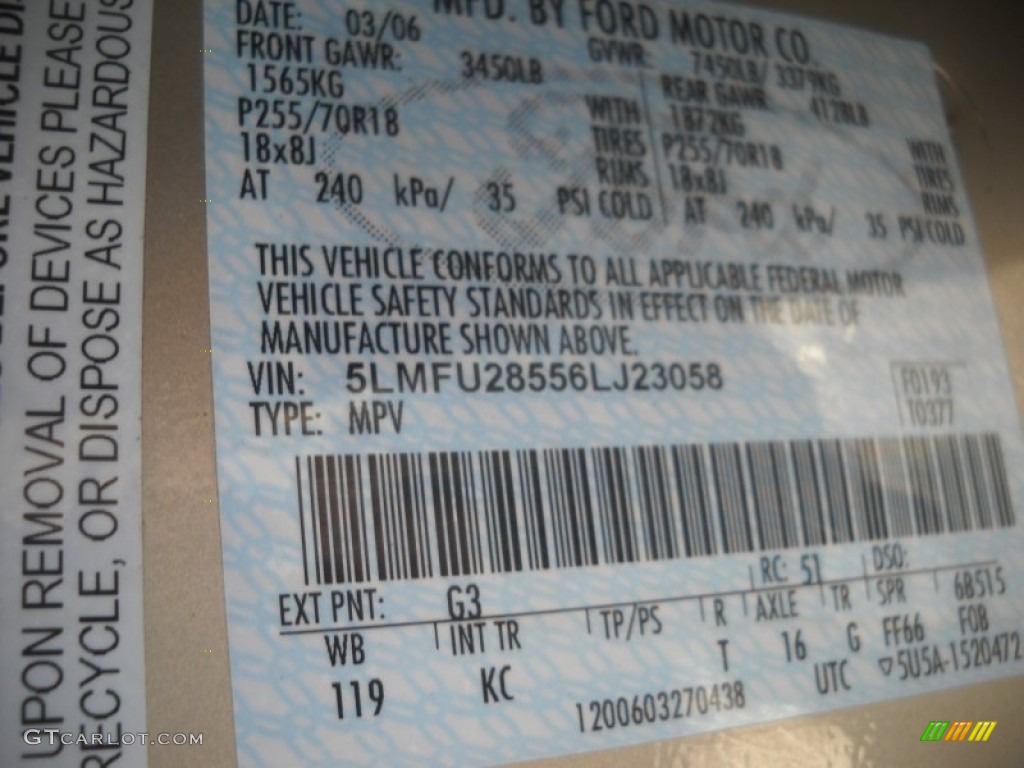 MFD. BY FORD MOTOR CO.
DATE: 03/06 GVWR: 7450LB/ 3379KG
FRONT GAWR: 3450LB REAR GAWR 4128LB
1565KG WITH 1872KG WITH
P255/70R18 TIRES P255/70R18 TIRES
18x8J RIMS 18x8J RIMS
AT 240 kPa/ 35 PSI COLD AT 240 kPa/ 35 PSI COLD
THIS VEHICLE CONFORMS TO ALL APPLICABLE FEDERAL MOTOR
VEHICLE SAFETY STANDARDS IN EFFECT ON THE DATE OF
MANUFACTURE SHOWN ABOVE.
VIN: 5LMFU28556LJ23058
TYPE: MPV
F0193
T0377
EXT PNT: G3 RC: 51 DSO:
WB INT TR TP/PS R AXLE TR SPR 6B515
119 KC T 16 G FF66 FOB
1200603270438 UTC ▽5U5A-1520472
UPON REMOVAL OF DEVICES PLEASE
RECYCLE, OR DISPOSE AS HAZARDOUS
GTcarlot.com